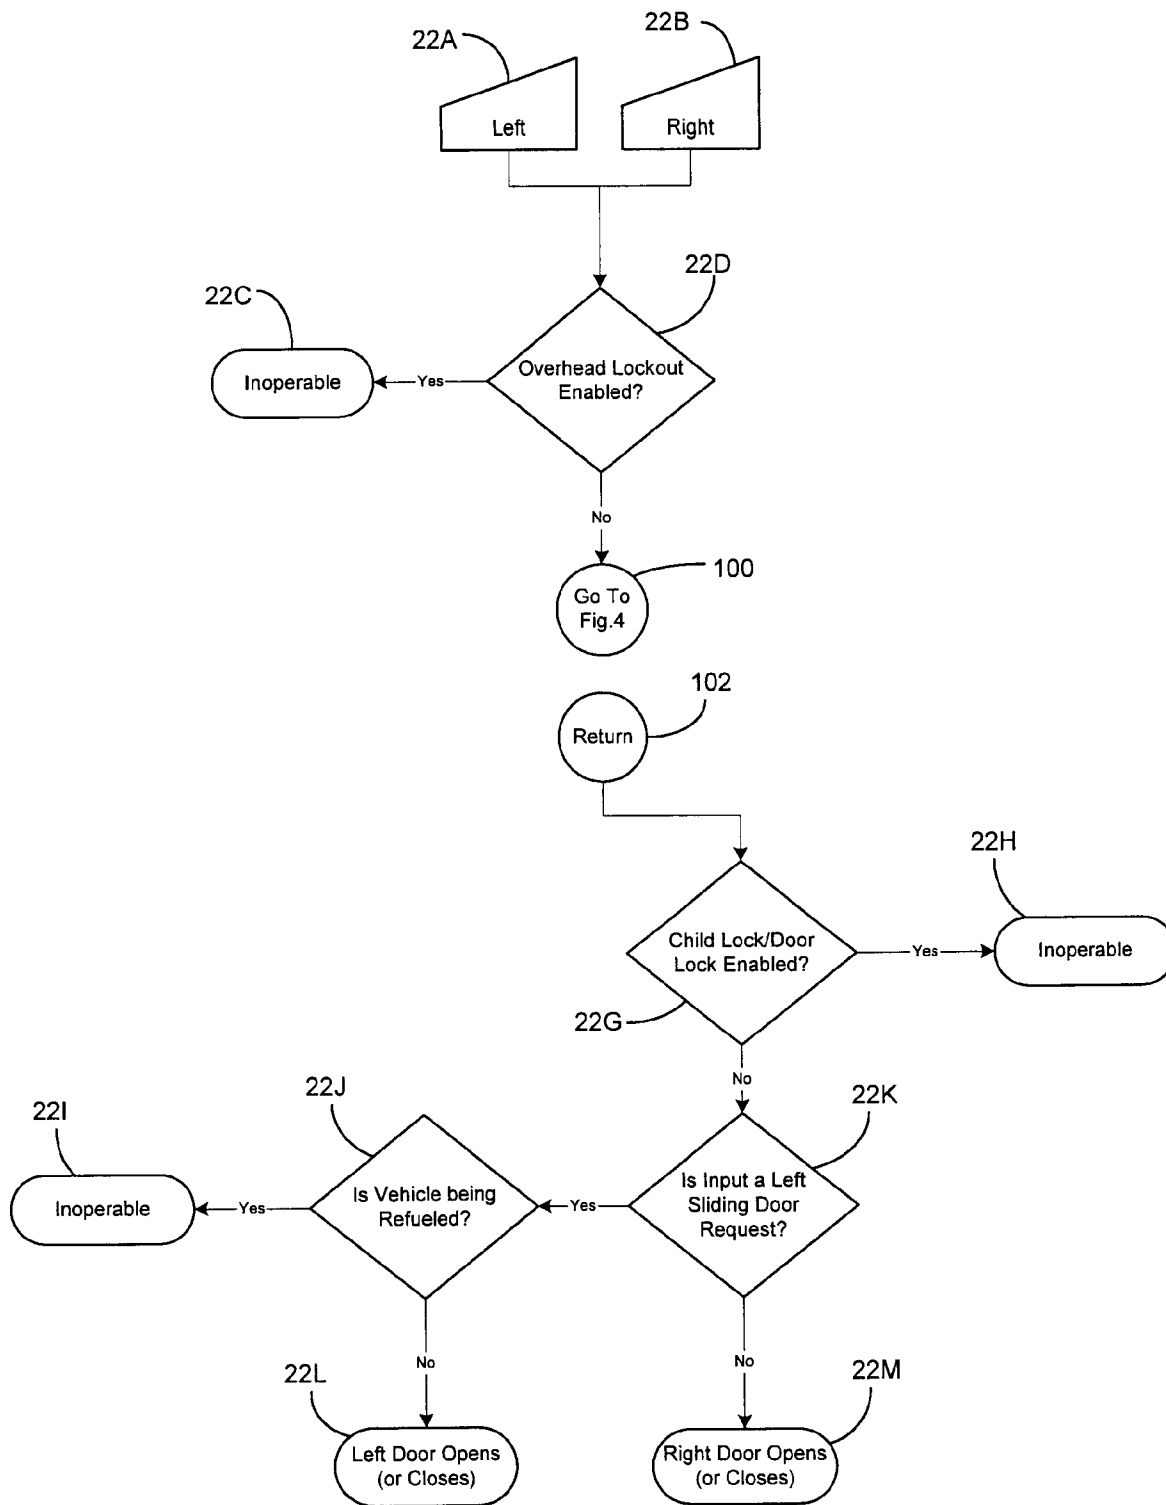 22A
22B
Left
Right
22D
22C
Overhead Lockout
Enabled?
Inoperable
Yes
No
100
Go To
Fig.4
102
Return
22H
Child Lock/Door
Lock Enabled?
Yes
Inoperable
22G
No
22J
22K
22I
Is Input a Left
Sliding Door
Request?
Yes
Is Vehicle being
Refueled?
Yes
Inoperable
No
No
22L
22M
Left Door Opens
(or Closes)
Right Door Opens
(or Closes)